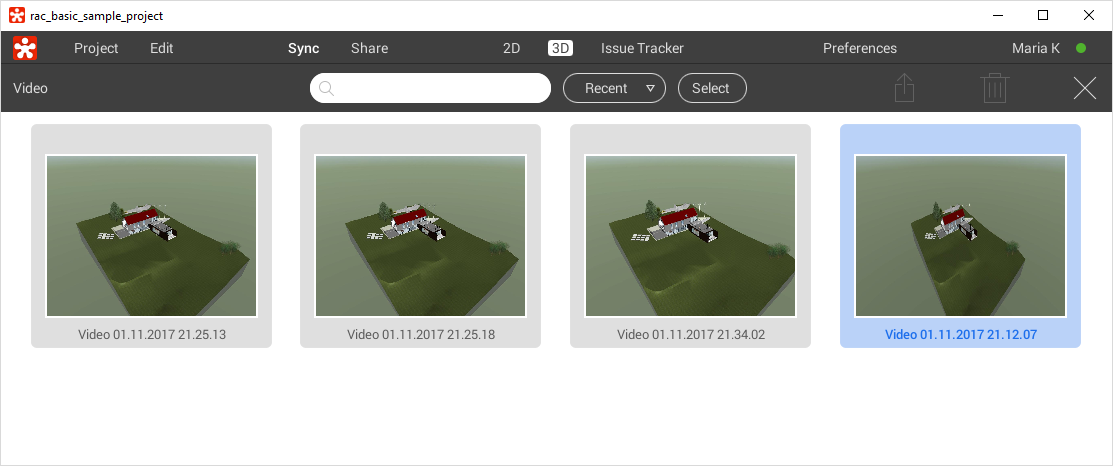 rac_basic_sample_project
Project Edit Sync Share 2D 3D Issue Tracker Preferences Maria K
Video Recent Select
Video 01.11.2017 21.25.13 Video 01.11.2017 21.25.18 Video 01.11.2017 21.34.02 Video 01.11.2017 21.12.07